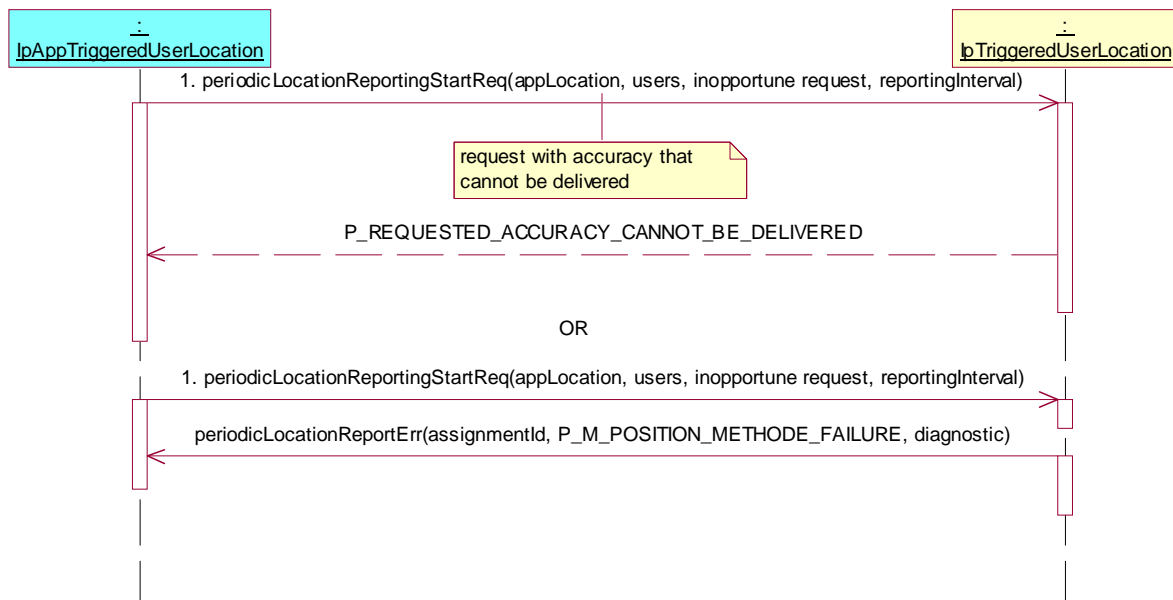 :
IpAppTriggeredUserLocation
:
IpTriggeredUserLocation
1. periodicLocationReportingStartReq(appLocation, users, inopportune request, reportingInterval)
request with accuracy that
cannot be delivered
P_REQUESTED_ACCURACY_CANNOT_BE_DELIVERED
OR
1. periodicLocationReportingStartReq(appLocation, users, inopportune request, reportingInterval)
periodicLocationReportErr(assignmentId, P_M_POSITION_METHODE_FAILURE, diagnostic)